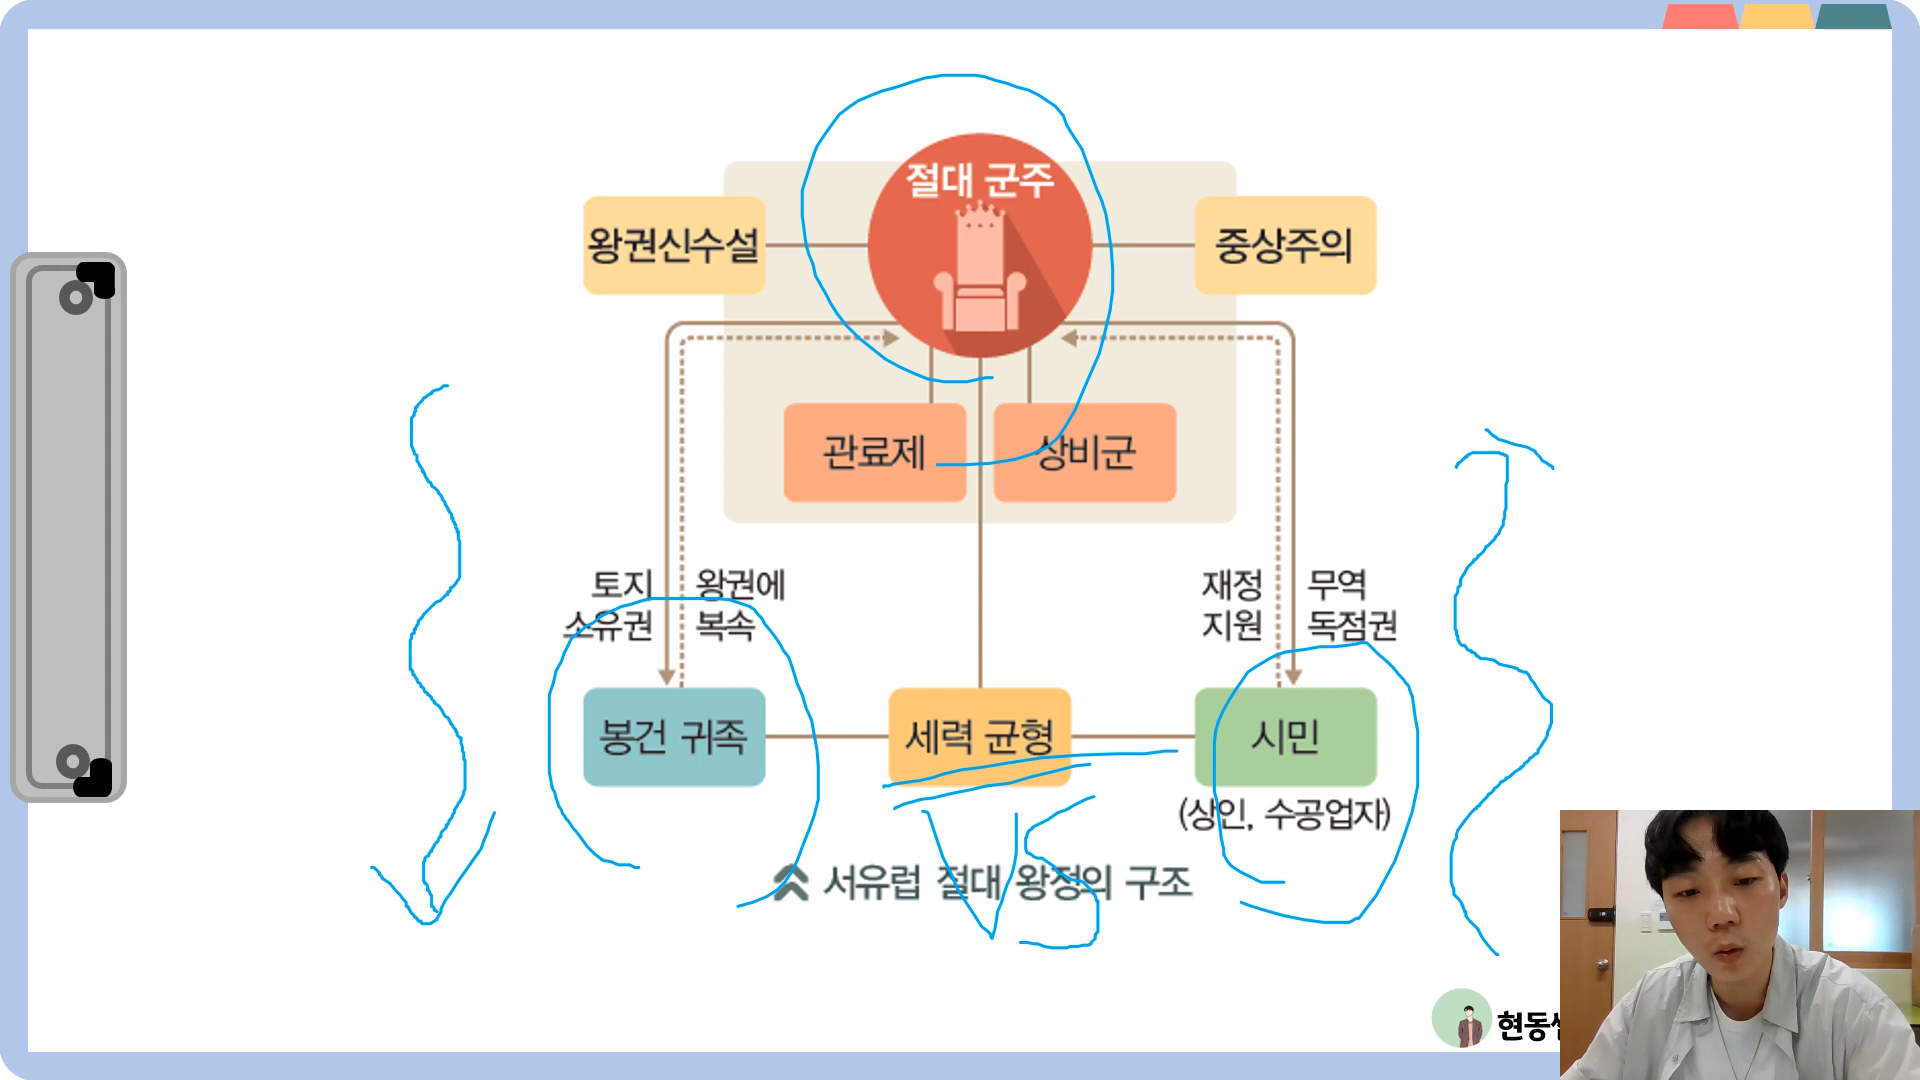 절대 군주
왕권신수설
중상주의
관료제
상비군
토지
소유권
왕권에
복속
재정
지원
무역
독점권
봉건 귀족
세력 균형
시민
(상인, 수공업자)
VS
서유럽 절대 왕정의 구조